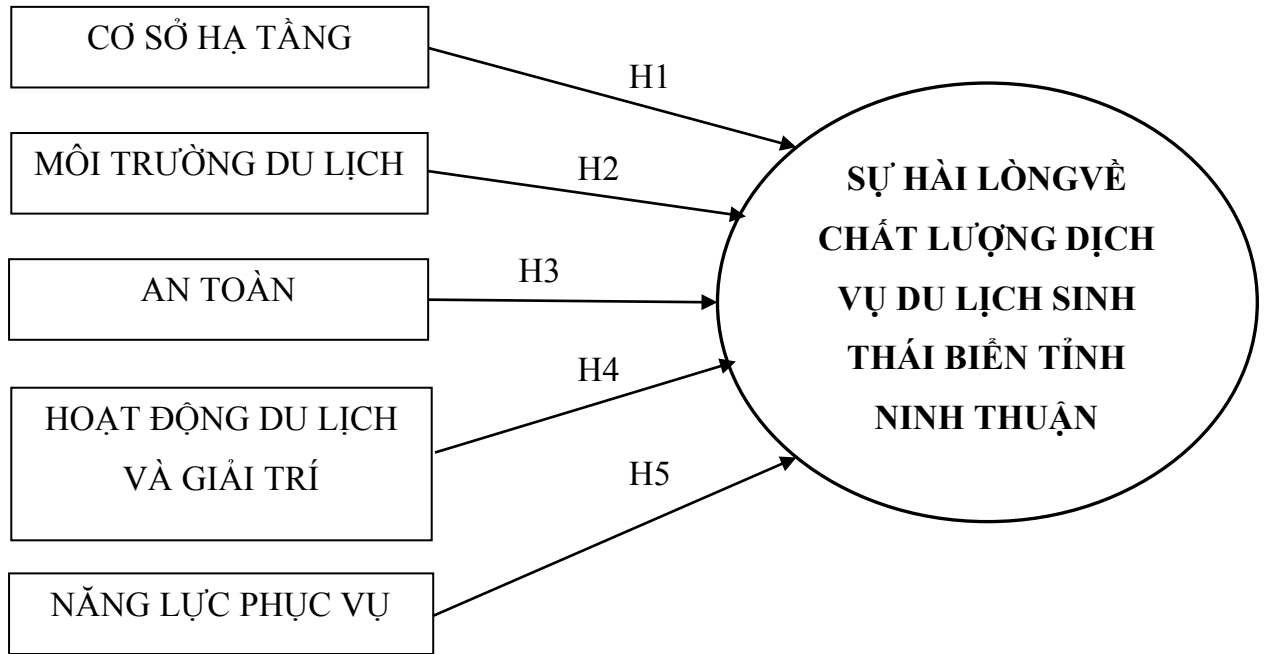 CƠ SỞ HẠ TẦNG
H1
MÔI TRƯỜNG DU LỊCH
H2
AN TOÀN
H3
HOẠT ĐỘNG DU LỊCH
VÀ GIẢI TRÍ
H4
NĂNG LỰC PHỤC VỤ
H5
SỰ HÀI LÒNGVỀ
CHẤT LƯỢNG DỊCH
VỤ DU LỊCH SINH
THÁI BIỂN TỈNH
NINH THUẬN